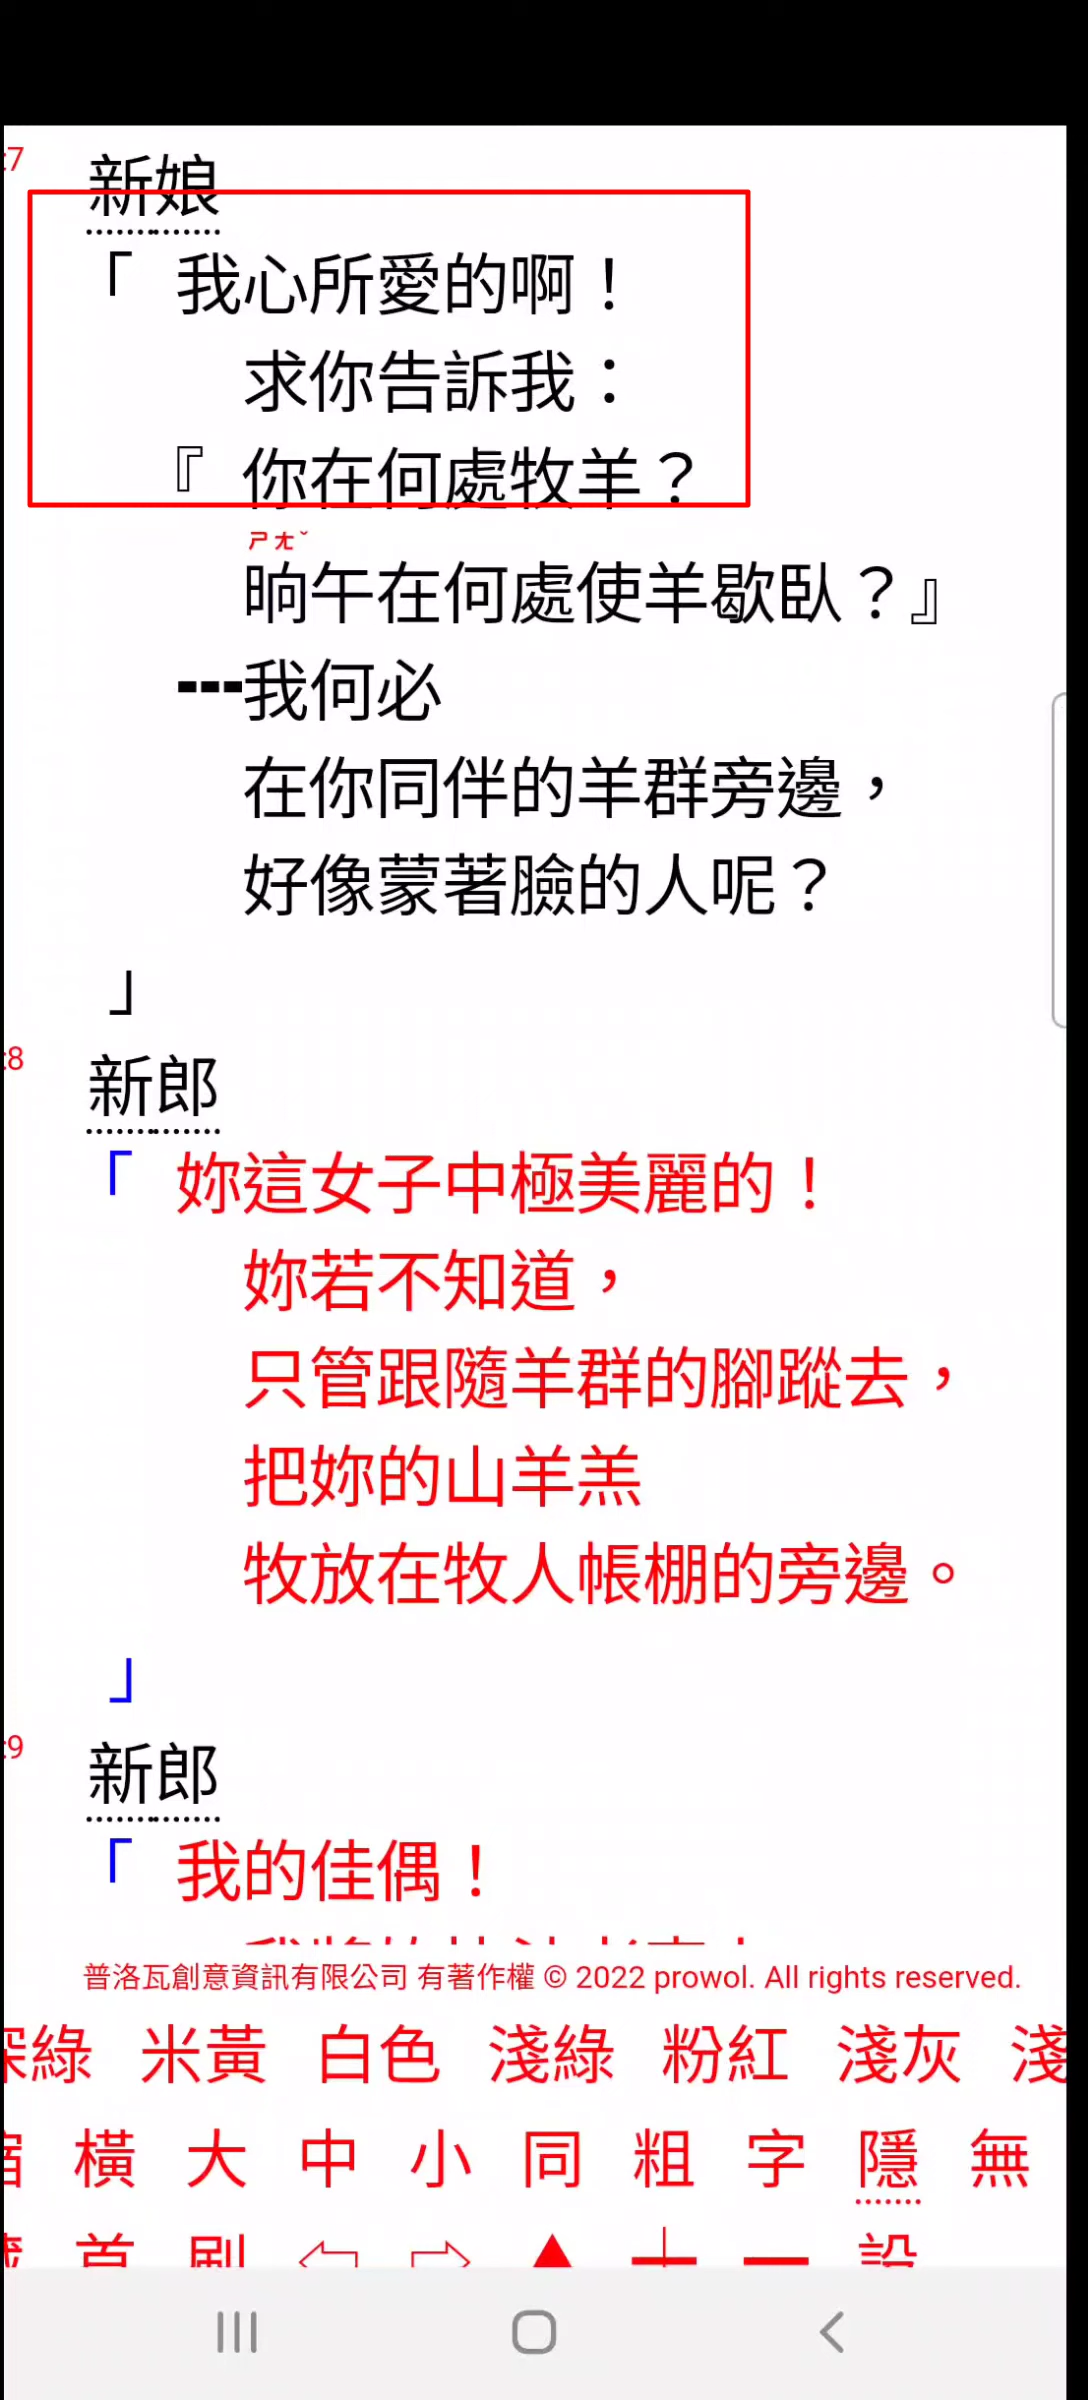 :7
新娘
「 我心所愛的啊！
求你告訴我：
『 你在何處牧羊？
ㄕㄤˇ
晌午在何處使羊歇臥？』
---我何必
在你同伴的羊群旁邊，
好像蒙著臉的人呢？
」
:8
新郎
「 妳這女子中極美麗的！
妳若不知道，
只管跟隨羊群的腳蹤去，
把妳的山羊羔
牧放在牧人帳棚的旁邊。
」
:9
新郎
「 我的佳偶！
普洛瓦創意資訊有限公司 有著作權 © 2022 prowol. All rights reserved.
深綠 米黃 白色 淺綠 粉紅 淺灰 淺
橫 大 中 小 同 粗 字 隱 無
首 刷 ⇦ ⇨ ▲ ＋ － 設